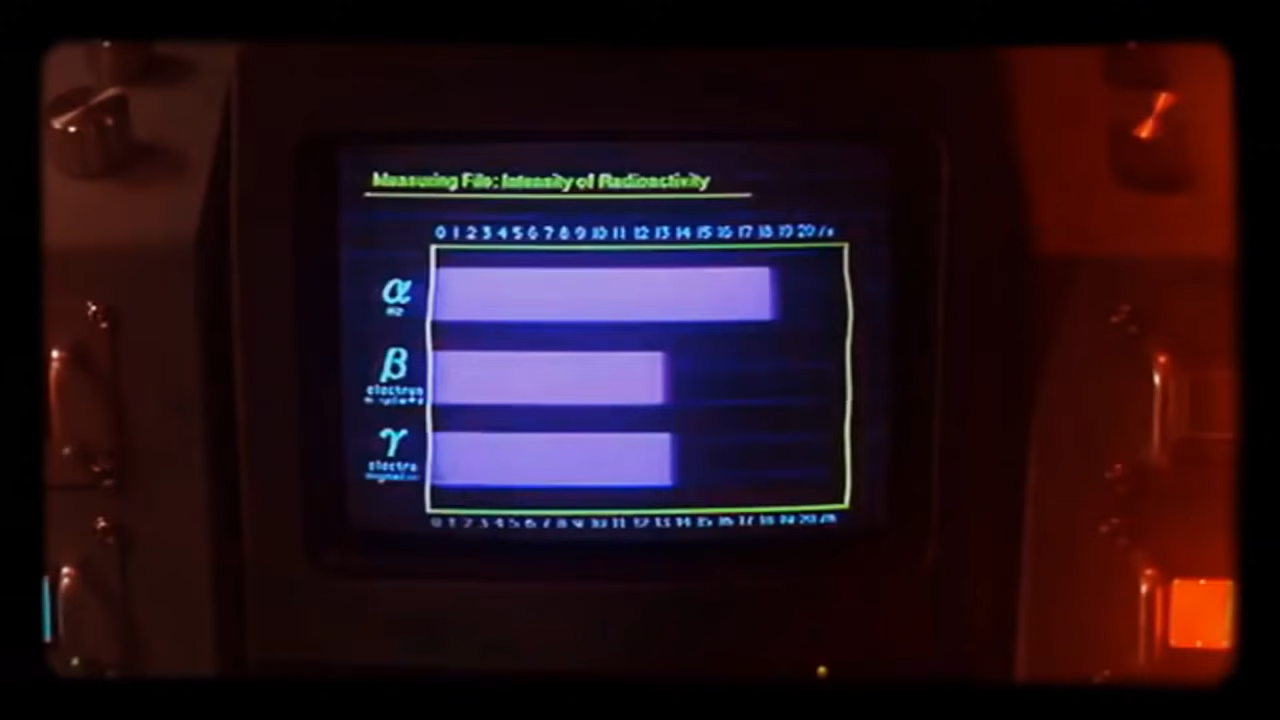 Measuring File: Intensity of Radioactivity
0 1 2 3 4 5 6 7 8 9 10 11 12 13 14 15 16 17 18 19 20
α
β
electron
γ
electro
0 1 2 3 4 5 6 7 8 9 10 11 12 13 14 15 16 17 18 19 20